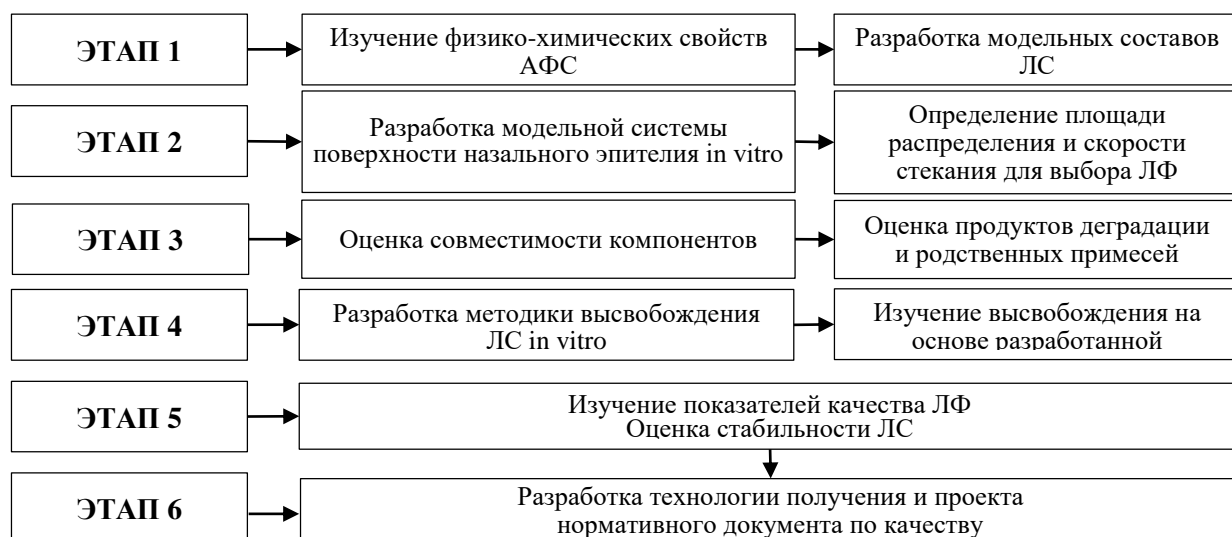 ЭТАП 1
Изучение физико-химических свойств
АФС
Разработка модельных составов
ЛС
ЭТАП 2
Разработка модельной системы
поверхности назального эпителия in vitro
Определение площади
распределения и скорости
стекания для выбора ЛФ
ЭТАП 3
Оценка совместимости компонентов
Оценка продуктов деградации
и родственных примесей
ЭТАП 4
Разработка методики высвобождения
ЛС in vitro
Изучение высвобождения на
основе разработанной
ЭТАП 5
Изучение показателей качества ЛФ
Оценка стабильности ЛС
ЭТАП 6
Разработка технологии получения и проекта
нормативного документа по качеству